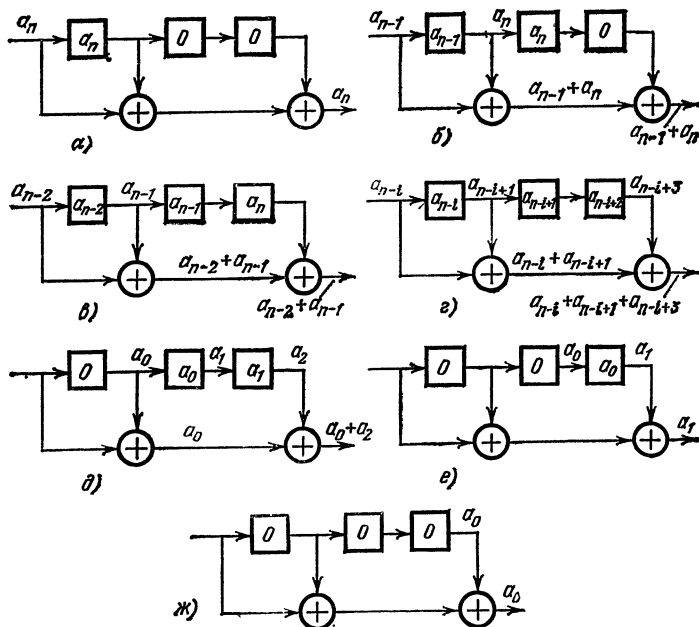 aₙ aₙ 0 0
aₙ
а)
aₙ₋₁ aₙ₋₁ aₙ aₙ 0
aₙ₋₁+aₙ
aₙ₋₁+aₙ
б)
aₙ₋₂ aₙ₋₂ aₙ₋₁ aₙ₋₁ aₙ
aₙ₋₂+aₙ₋₁
aₙ₋₂+aₙ₋₁
в)
aₙ₋ᵢ aₙ₋ᵢ aₙ₋ᵢ₊₁ aₙ₋ᵢ₊₁ aₙ₋ᵢ₊₂ aₙ₋ᵢ₊₃
aₙ₋ᵢ+aₙ₋ᵢ₊₁
aₙ₋ᵢ+aₙ₋ᵢ₊₁+aₙ₋ᵢ₊₃
г)
0 a₀ a₀ a₁ a₁ a₂
a₀ a₀+a₂
д)
0 0 a₀ a₀ a₁
a₁
е)
0 0 0 a₀
a₀
ж)